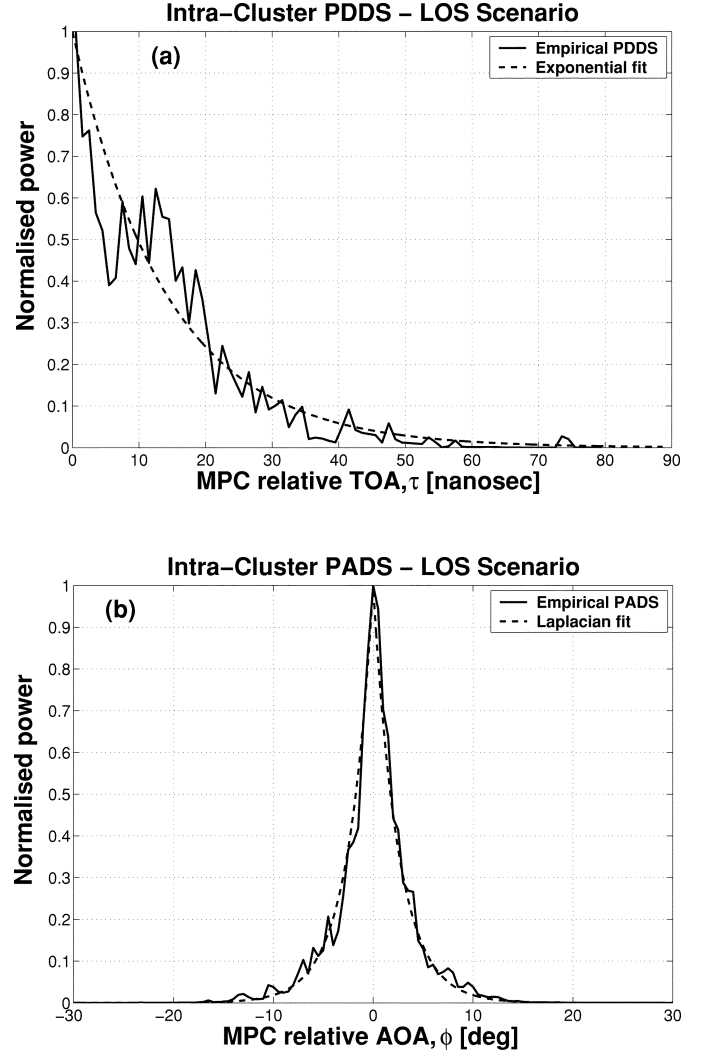 Intra−Cluster PDDS − LOS Scenario
(a)
Empirical PDDS
Exponential fit
Normalised power
1
0.9
0.8
0.7
0.6
0.5
0.4
0.3
0.2
0.1
0
0 10 20 30 40 50 60 70 80 90
MPC relative TOA,τ [nanosec]
Intra−Cluster PADS − LOS Scenario
(b)
Empirical PADS
Laplacian fit
Normalised power
1
0.9
0.8
0.7
0.6
0.5
0.4
0.3
0.2
0.1
0
−30 −20 −10 0 10 20 30
MPC relative AOA,ϕ [deg]